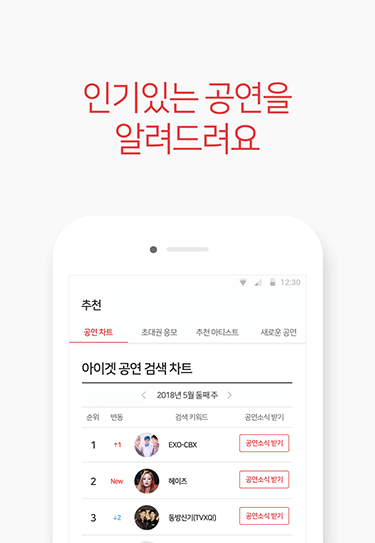 인기있는 공연을
알려드려요
12:30
추천
공연 차트 초대권 응모 추천 아티스트 새로운 공연
아이겟 공연 검색 차트
2018년 5월 둘째 주
순위 변동 검색 키워드 공연소식 받기
1 ↑1 EXO-CBX 공연소식 받기
2 New 헤이즈 공연소식 받기
3 ↓2 동방신기(TVXQ!) 공연소식 받기